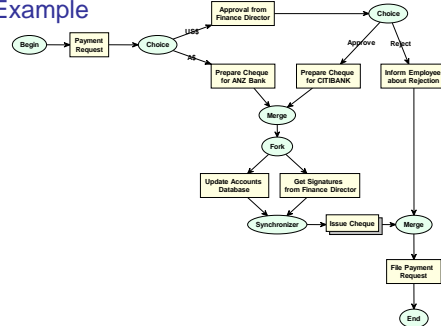 Example
Approval from
Finance Director
Choice
US$
Payment
Request
Begin
Choice
Approve
Reject
A$
Prepare Cheque
for ANZ Bank
Prepare Cheque
for CITIBANK
Inform Employee
about Rejection
Merge
Fork
Update Accounts
Database
Get Signatures
from Finance Director
Synchronizer
Issue Cheque
Merge
File Payment
Request
End